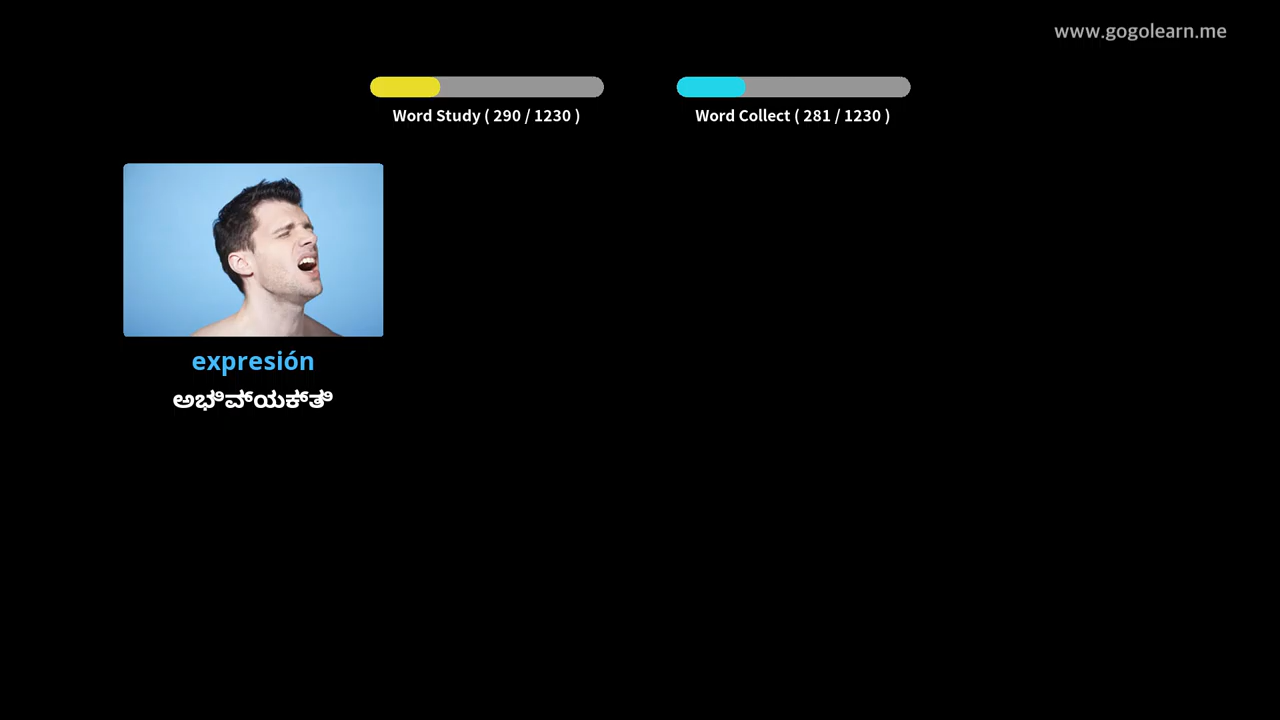 www.gogolearn.me
Word Study ( 290 / 1230 )
Word Collect ( 281 / 1230 )
expresión
ಅಭಿವ್ಯಕ್ತಿ